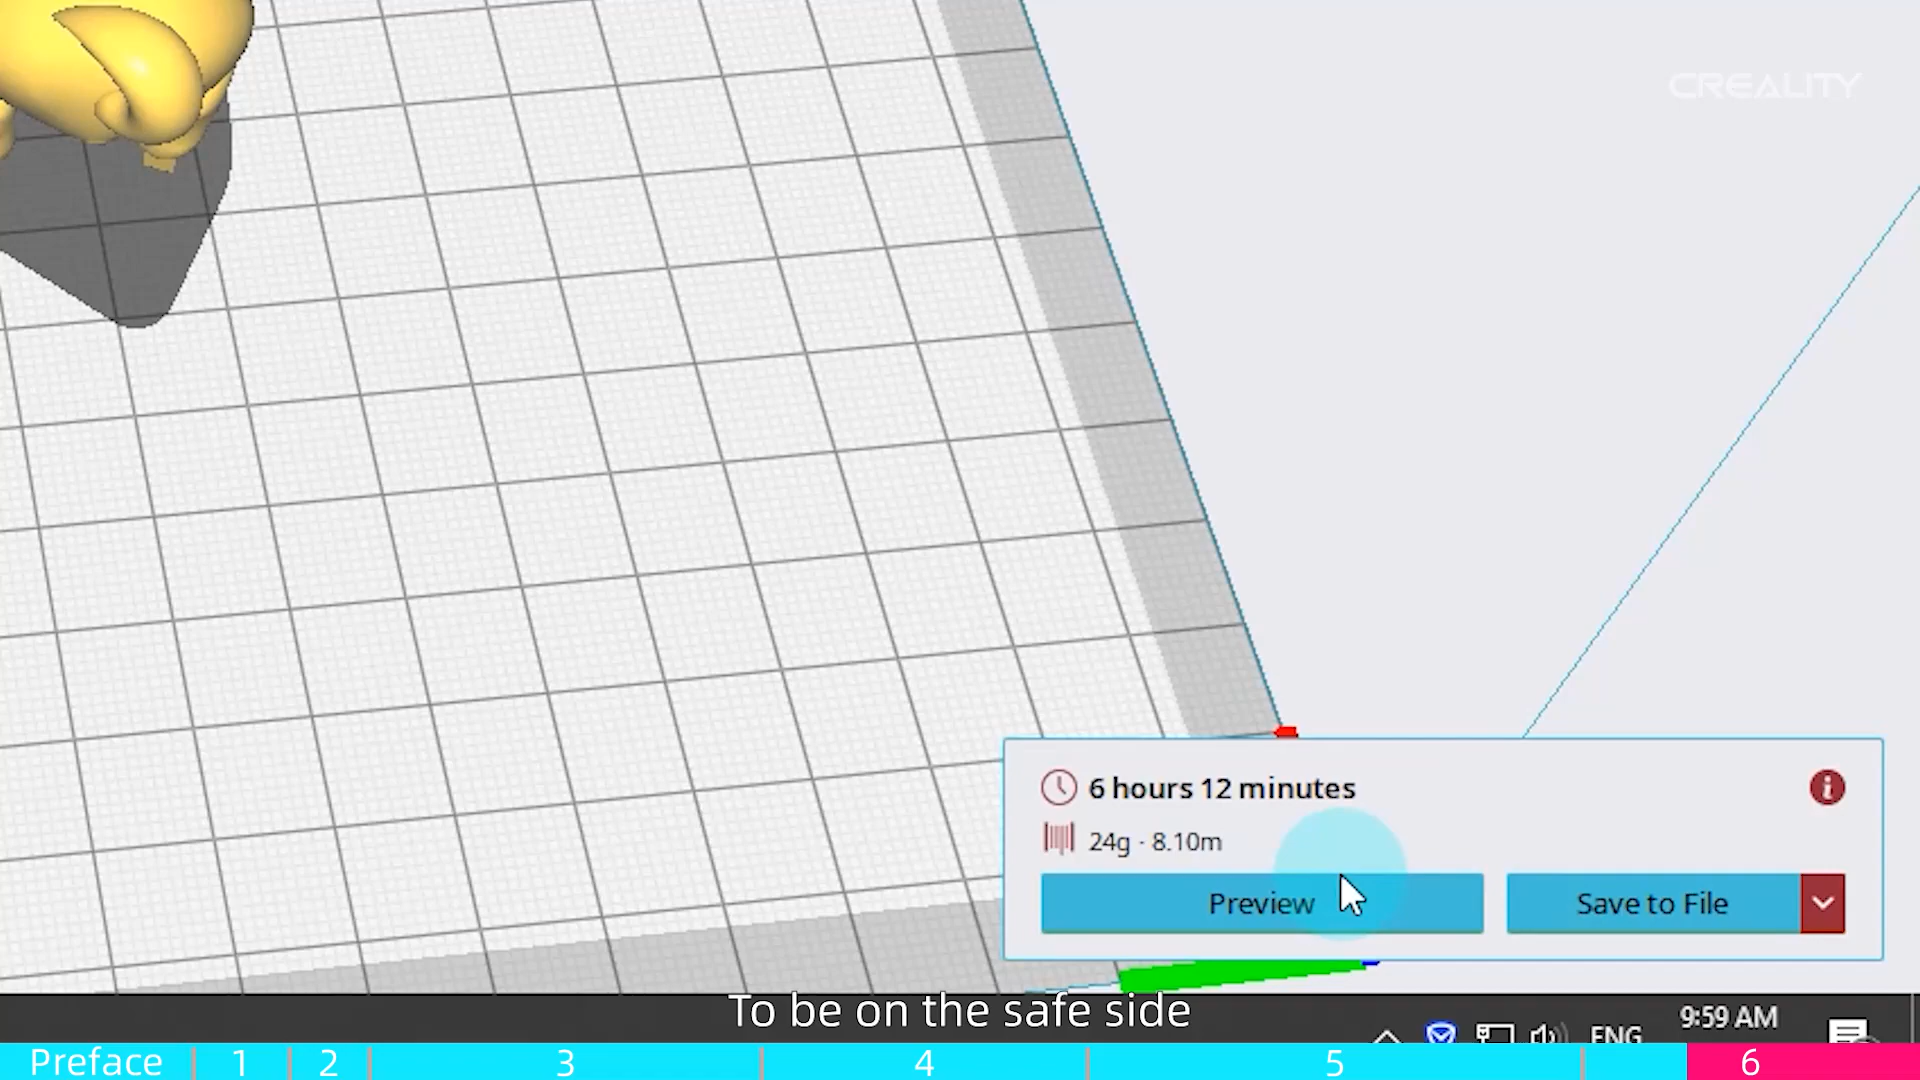 CREALITY
6 hours 12 minutes
24g · 8.10m
Preview
Save to File
To be on the safe side
9:59 AM
ENG
Preface 1 2 3 4 5 6